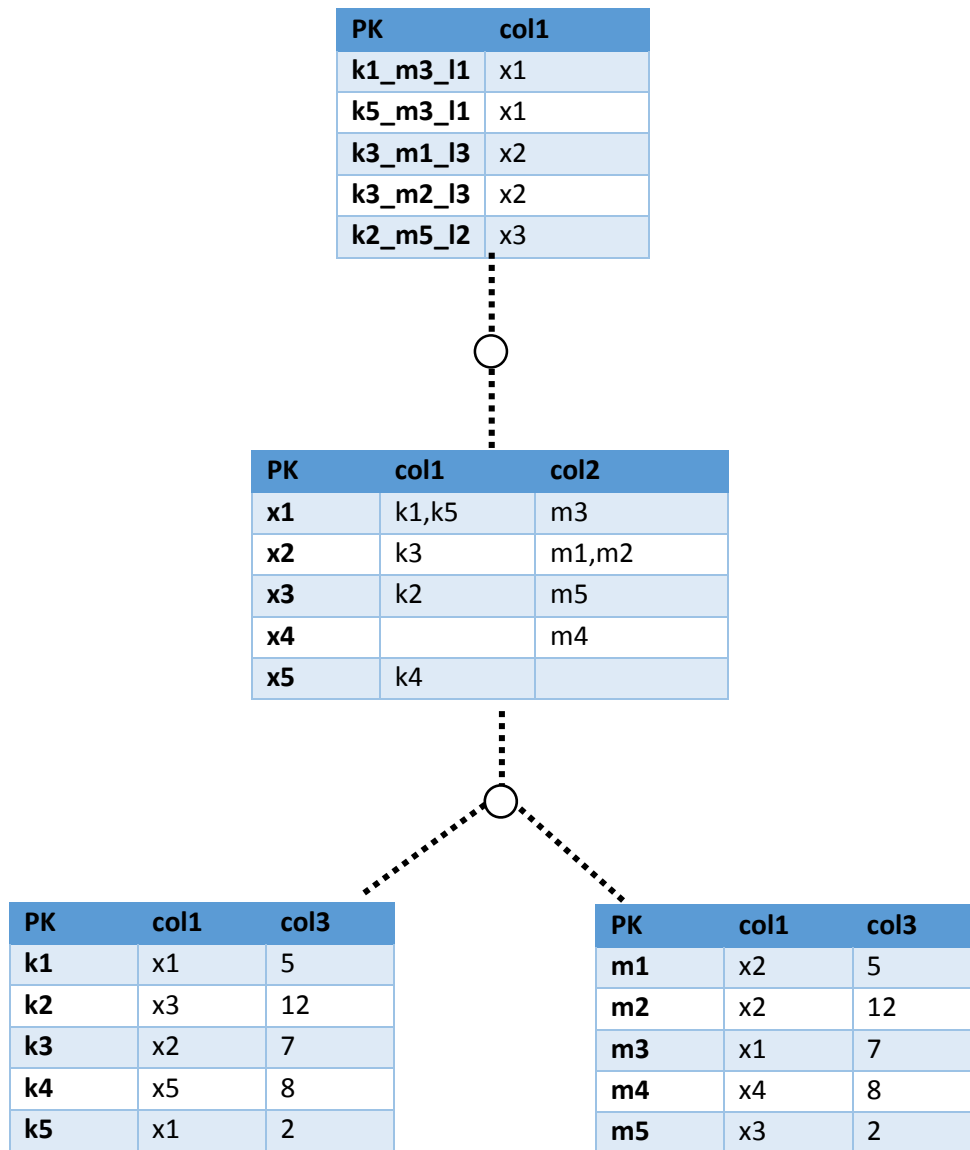 PK col1
k1_m3_l1 x1
k5_m3_l1 x1
k3_m1_l3 x2
k3_m2_l3 x2
k2_m5_l2 x3
PK col1 col2
x1 k1,k5 m3
x2 k3 m1,m2
x3 k2 m5
x4 m4
x5 k4
PK col1 col3
k1 x1 5
k2 x3 12
k3 x2 7
k4 x5 8
k5 x1 2
PK col1 col3
m1 x2 5
m2 x2 12
m3 x1 7
m4 x4 8
m5 x3 2